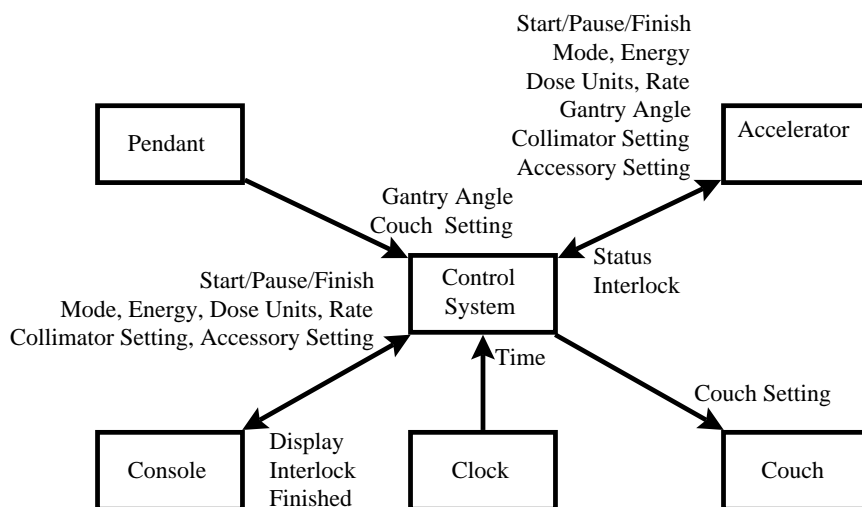 Start/Pause/Finish
Mode, Energy
Dose Units, Rate
Gantry Angle
Collimator Setting
Accessory Setting
Pendant
Accelerator
Gantry Angle
Couch Setting
Start/Pause/Finish
Mode, Energy, Dose Units, Rate
Collimator Setting, Accessory Setting
Control
System
Status
Interlock
Time
Couch Setting
Console
Display
Interlock
Finished
Clock
Couch